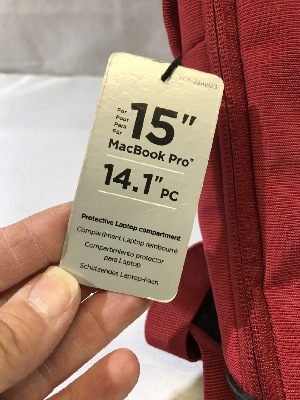 For
Pour
Para
Für
15"
MacBook Pro*
14.1" PC
Protective Laptop compartment
Compartiment Laptop rembourré
Compartimiento protector
para Laptop
Schützendes Laptop-Fach